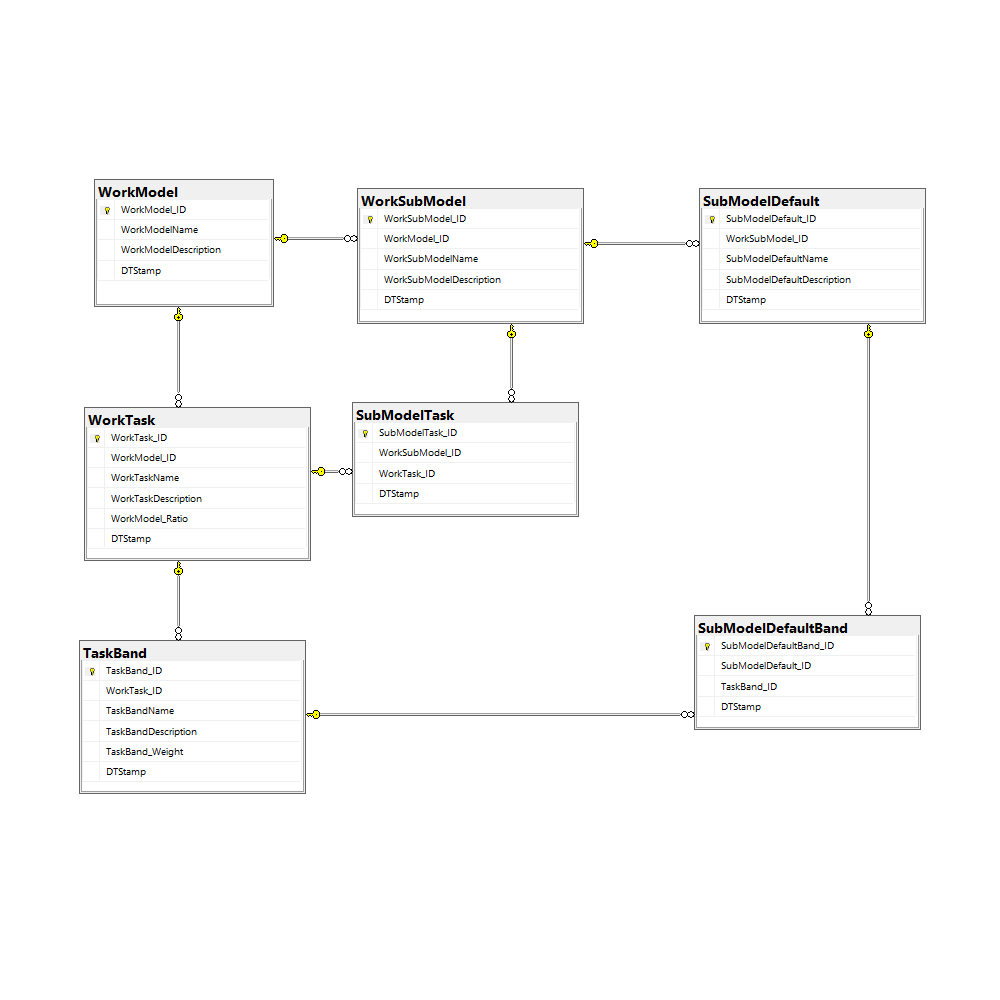 WorkModel
WorkModel_ID
WorkModelName
WorkModelDescription
DTStamp
WorkSubModel
WorkSubModel_ID
WorkModel_ID
WorkSubModelName
WorkSubModelDescription
DTStamp
SubModelDefault
SubModelDefault_ID
WorkSubModel_ID
SubModelDefaultName
SubModelDefaultDescription
DTStamp
WorkTask
WorkTask_ID
WorkModel_ID
WorkTaskName
WorkTaskDescription
WorkModel_Ratio
DTStamp
SubModelTask
SubModelTask_ID
WorkSubModel_ID
WorkTask_ID
DTStamp
TaskBand
TaskBand_ID
WorkTask_ID
TaskBandName
TaskBandDescription
TaskBand_Weight
DTStamp
SubModelDefaultBand
SubModelDefaultBand_ID
SubModelDefault_ID
TaskBand_ID
DTStamp